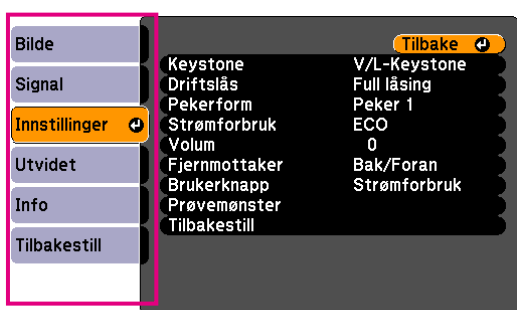 Bilde
Signal
Innstillinger
Utvidet
Info
Tilbakestill
Tilbake
Keystone V/L-Keystone
Driftslås Full låsing
Pekerform Peker 1
Strømforbruk ECO
Volum 0
Fjernmottaker Bak/Foran
Brukerknapp Strømforbruk
Prøvemønster
Tilbakestill